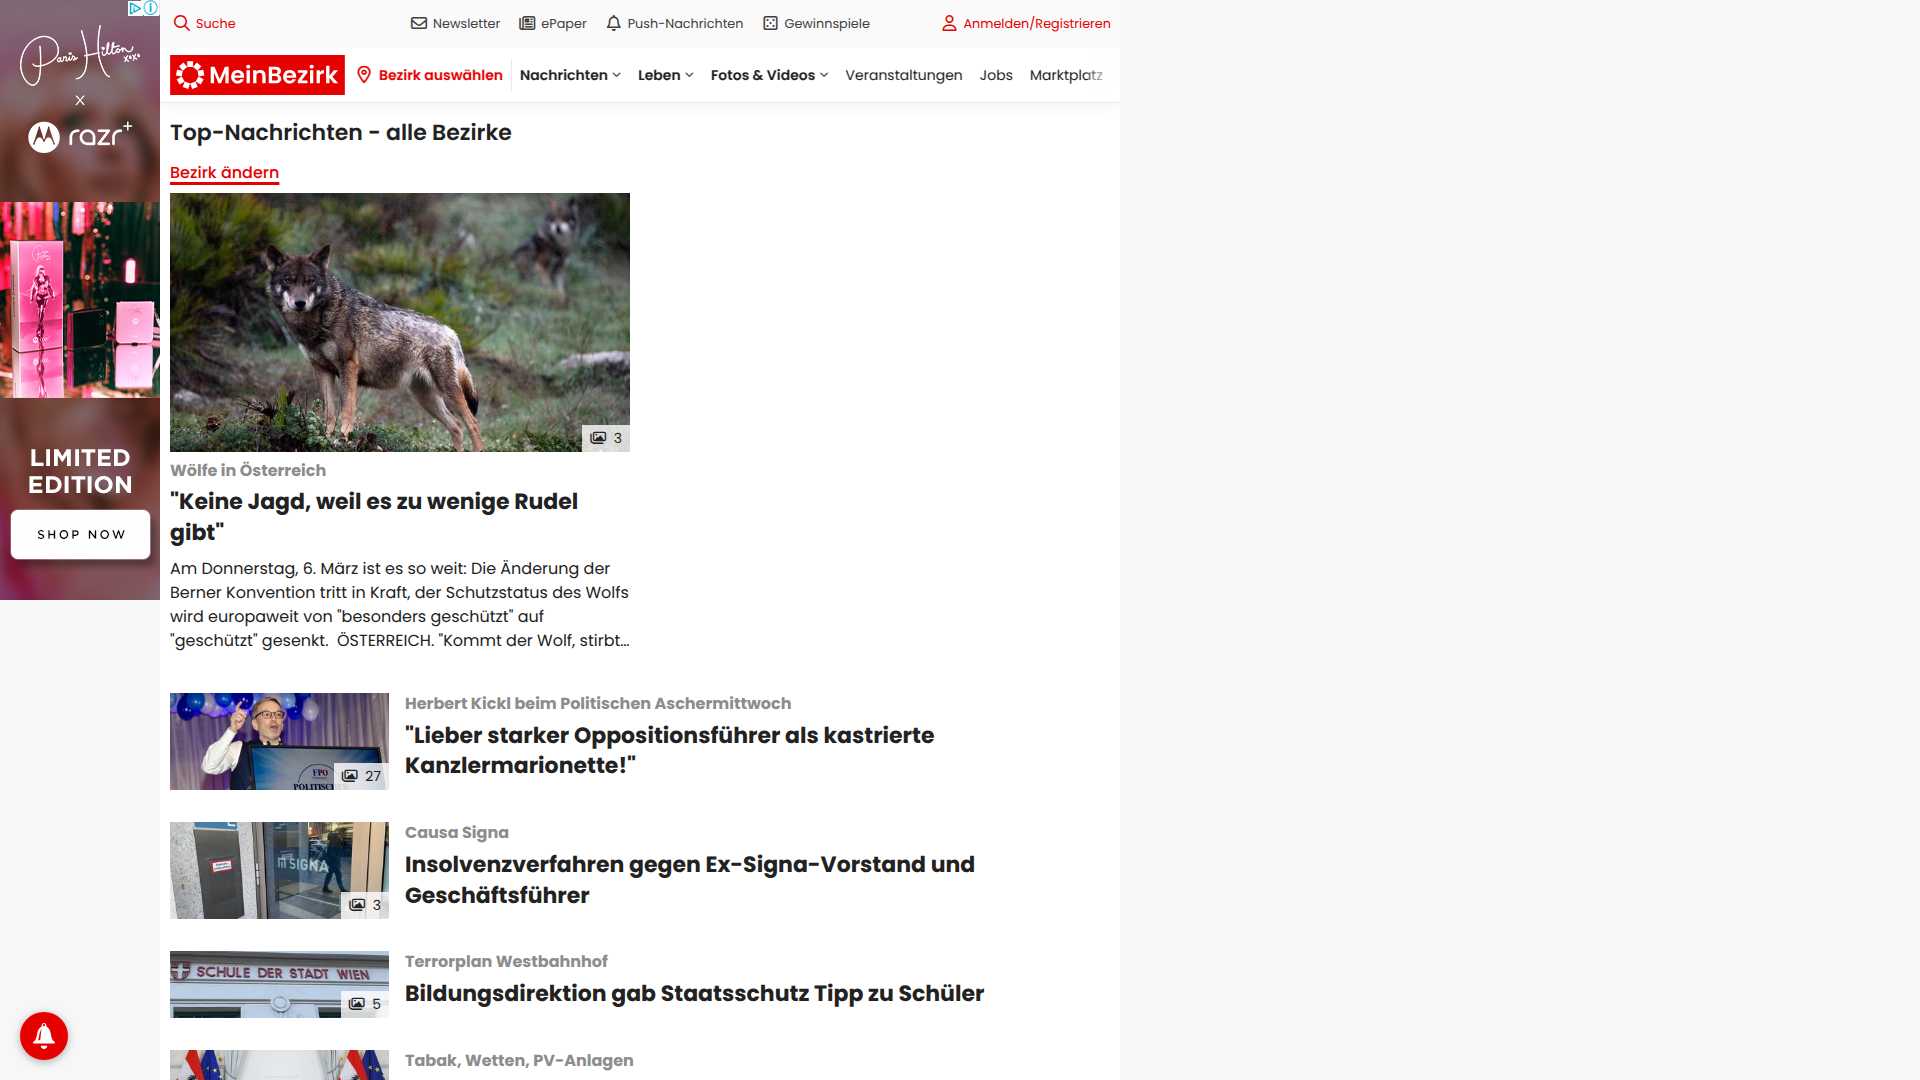 Suche
Newsletter
ePaper
Push-Nachrichten
Gewinnspiele
Anmelden/Registrieren
MeinBezirk
Bezirk auswählen
Nachrichten
Leben
Fotos & Videos
Veranstaltungen
Jobs
Marktplatz
Paris Hilton
xoxo
X
razr+
LIMITED
EDITION
SHOP NOW
Top-Nachrichten - alle Bezirke
Bezirk ändern
3
Wölfe in Österreich
"Keine Jagd, weil es zu wenige Rudel
gibt"
Am Donnerstag, 6. März ist es so weit: Die Änderung der
Berner Konvention tritt in Kraft, der Schutzstatus des Wolfs
wird europaweit von "besonders geschützt" auf
"geschützt" gesenkt. ÖSTERREICH. "Kommt der Wolf, stirbt...
FPÖ
POLITISC
27
Herbert Kickl beim Politischen Aschermittwoch
"Lieber starker Oppositionsführer als kastrierte
Kanzlermarionette!"
SIGNA
3
Causa Signa
Insolvenzverfahren gegen Ex-Signa-Vorstand und
Geschäftsführer
SCHULE DER STADT WIEN
5
Terrorplan Westbahnhof
Bildungsdirektion gab Staatsschutz Tipp zu Schüler
Tabak, Wetten, PV-Anlagen